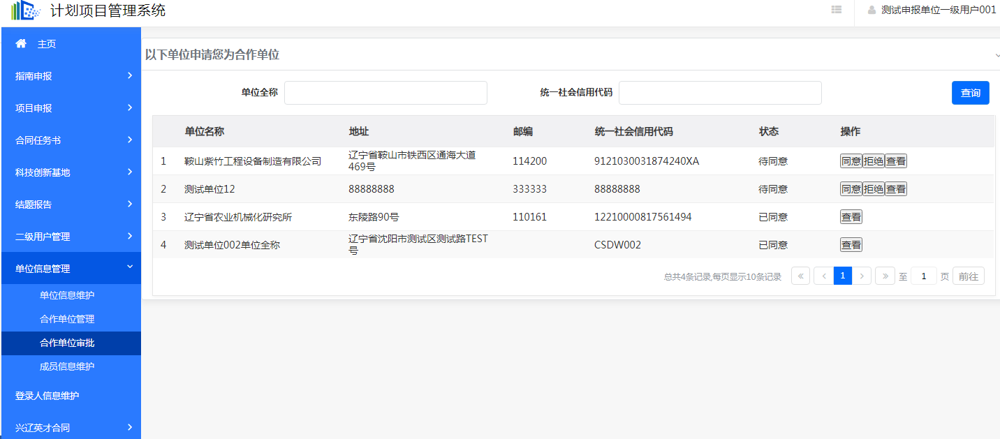 计划项目管理系统
测试申报单位一级用户001
主页
指南申报
项目申报
合同任务书
科技创新基地
结题报告
二级用户管理
单位信息管理
单位信息维护
合作单位管理
合作单位审批
成员信息维护
登录人信息维护
兴辽英才合同
以下单位申请您为合作单位
单位全称
统一社会信用代码
查询
单位名称 地址 邮编 统一社会信用代码 状态 操作
1 鞍山紫竹工程设备制造有限公司 辽宁省鞍山市铁西区通海大道 114200 9121030031874240XA 待同意 同意 拒绝 查看
469号
2 测试单位12 88888888 333333 88888888 待同意 同意 拒绝 查看
3 辽宁省农业机械化研究所 东陵路90号 110161 12210000817561494 已同意 查看
4 测试单位002单位全称 辽宁省沈阳市测试区测试路TEST CSDW002 已同意 查看
号
总共4条记录,每页显示10条记录 « ‹ 1 › » 至 1 页 前往